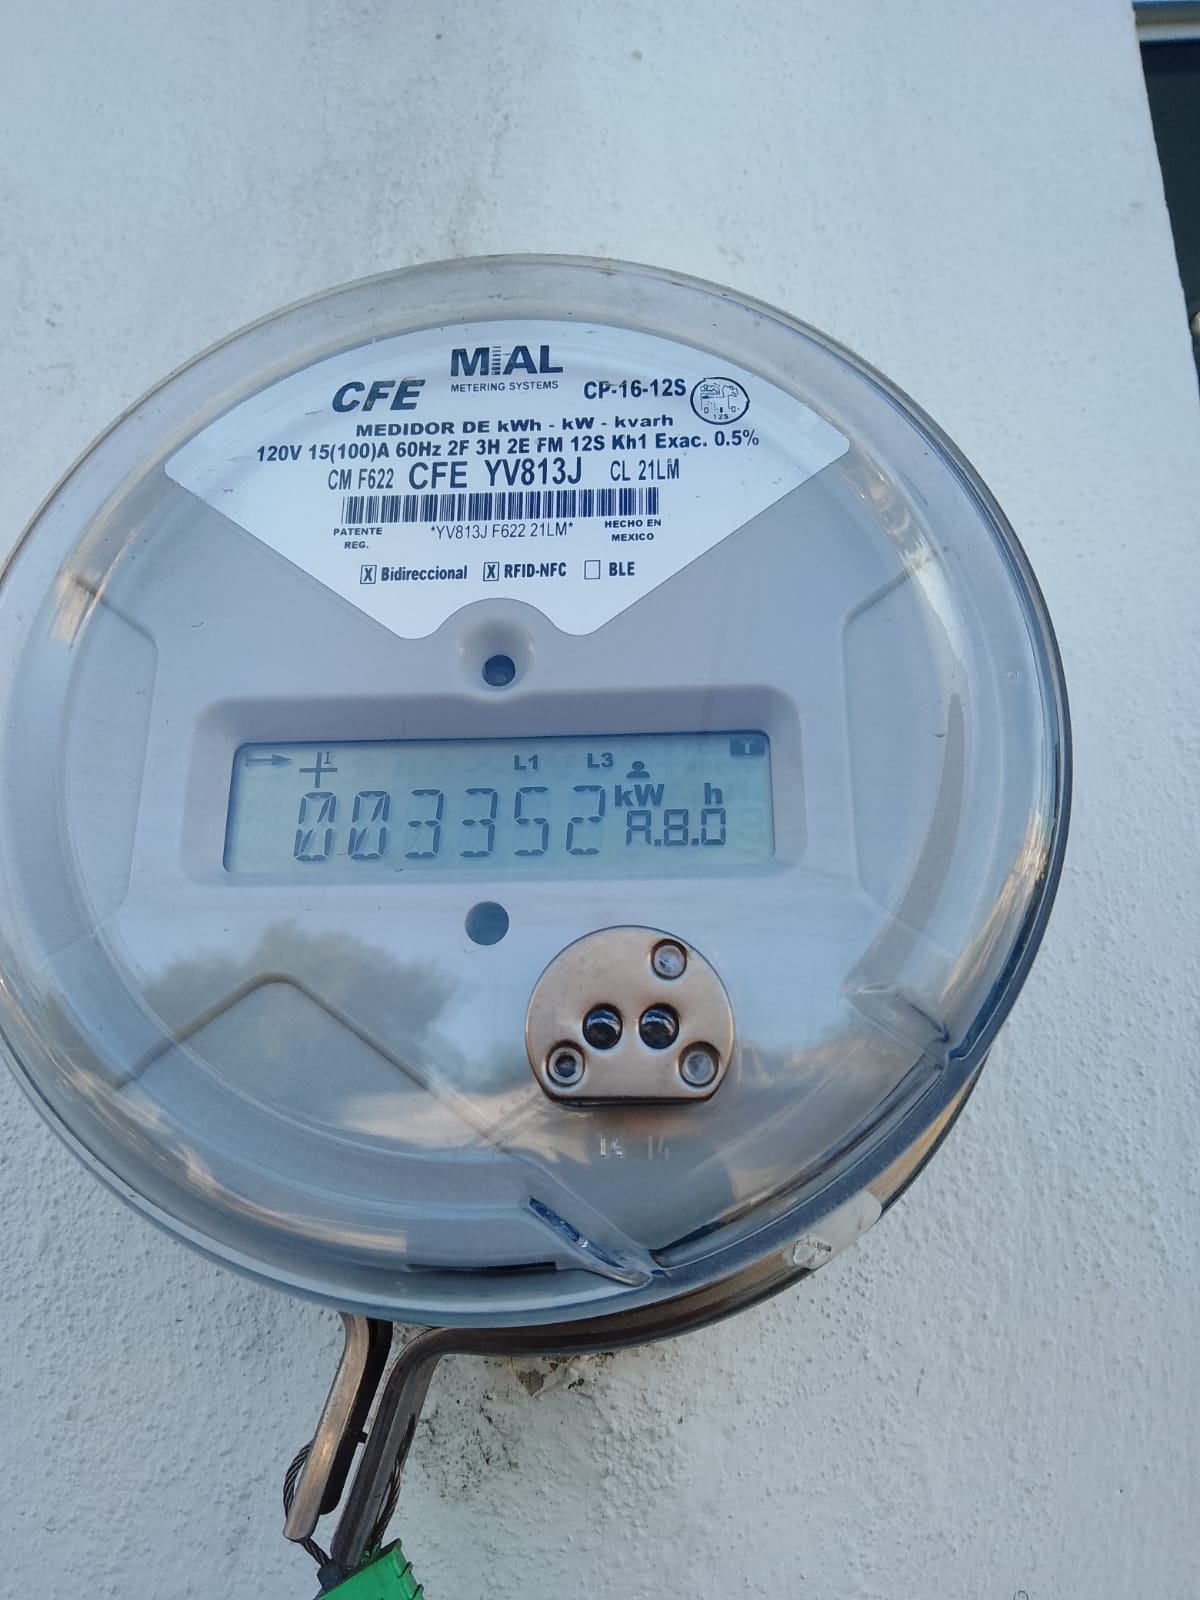 MIAL
METERING SYSTEMS
CFE
CP-16-12S
12S
MEDIDOR DE kWh - kW - kvarh
120V 15(100)A 60Hz 2F 3H 2E FM 12S Kh1 Exac. 0.5%
CM F622 CFE YV813J CL 21LM
PATENTE REG.
*YV813J F622 21LM*
HECHO EN MEXICO
X Bidireccional X RFID-NFC BLE
L1 L3 T
003352 kW h
A.8.0
14